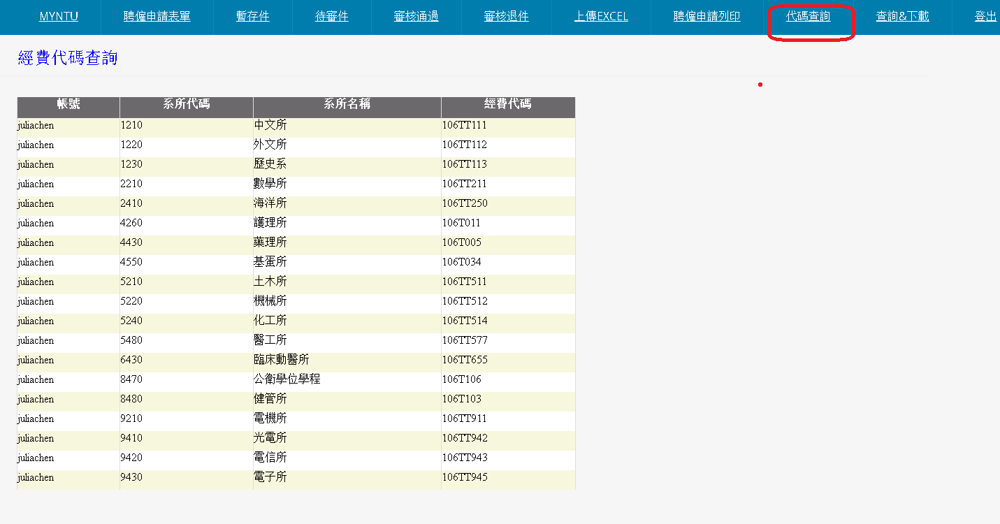 MYNTU 聘僱申請表單 暫存件 待審件 審核通過 審核退件 上傳EXCEL 聘僱申請列印 代碼查詢 查詢&下載 登出
經費代碼查詢
帳號 系所代碼 系所名稱 經費代碼
juliachen 1210 中文所 106TT111
juliachen 1220 外文所 106TT112
juliachen 1230 歷史系 106TT113
juliachen 2210 數學所 106TT211
juliachen 2410 海洋所 106TT250
juliachen 4260 護理所 106T011
juliachen 4430 藥理所 106T005
juliachen 4550 基蛋所 106T034
juliachen 5210 土木所 106TT511
juliachen 5220 機械所 106TT512
juliachen 5240 化工所 106TT514
juliachen 5480 醫工所 106TT577
juliachen 6430 臨床動醫所 106TT655
juliachen 8470 公衛學位學程 106T106
juliachen 8480 健管所 106T103
juliachen 9210 電機所 106TT911
juliachen 9410 光電所 106TT942
juliachen 9420 電信所 106TT943
juliachen 9430 電子所 106TT945